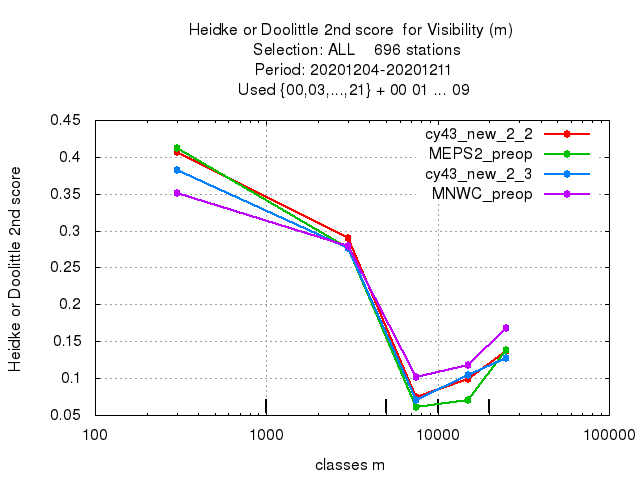 Heidke or Doolittle 2nd score  for Visibility (m)
Selection: ALL    696 stations
Period: 20201204-20201211
Used {00,03,...,21} + 00 01 ... 09
Heidke or Doolittle 2nd score
0.45
0.4
0.35
0.3
0.25
0.2
0.15
0.1
0.05
cy43_new_2_2
MEPS2_preop
cy43_new_2_3
MNWC_preop
100
1000
10000
100000
classes m